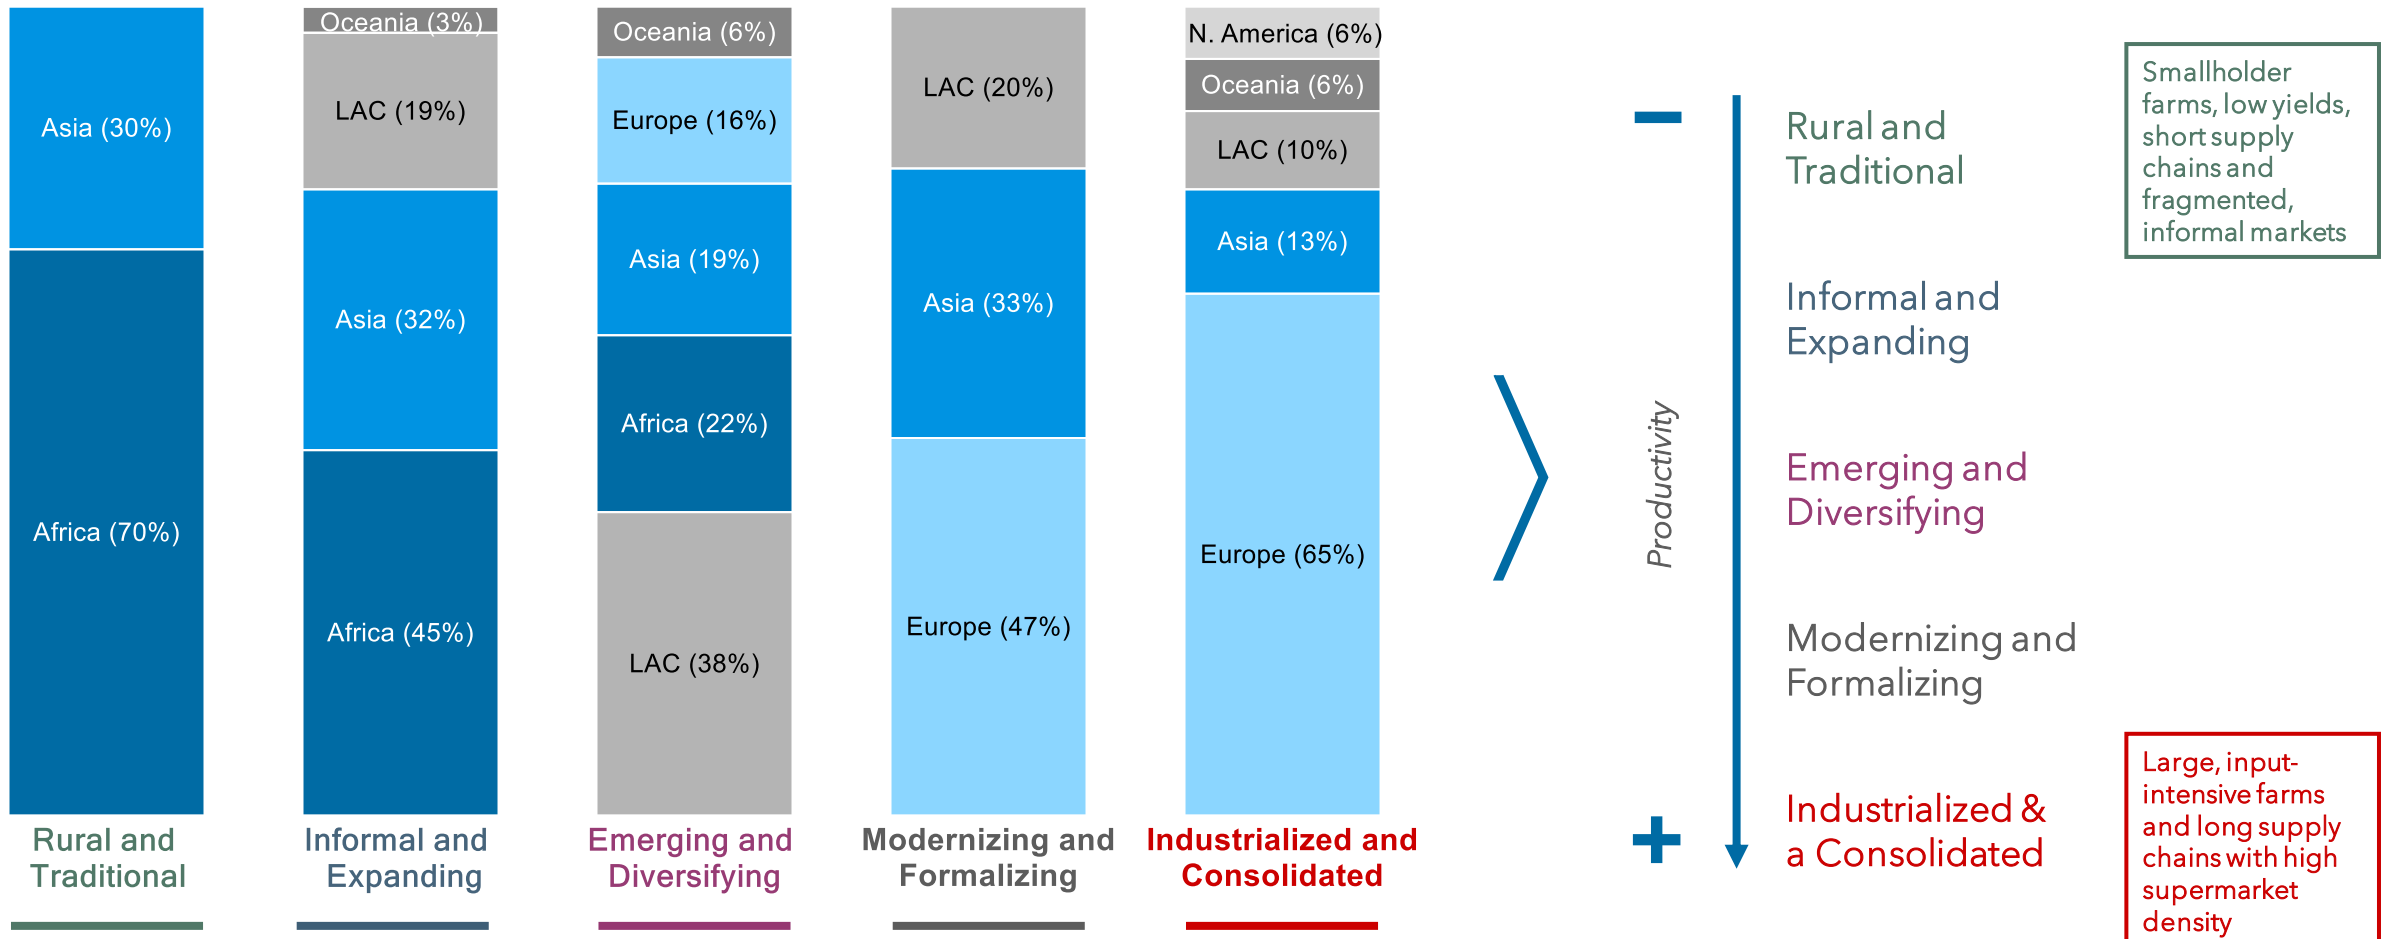 Asia (30%)
Africa (70%)
Rural and
Traditional
Oceania (3%)
LAC (19%)
Asia (32%)
Africa (45%)
Informal and
Expanding
Oceania (6%)
Europe (16%)
Asia (19%)
Africa (22%)
LAC (38%)
Emerging and
Diversifying
LAC (20%)
Asia (33%)
Europe (47%)
Modernizing and
Formalizing
N. America (6%)
Oceania (6%)
LAC (10%)
Asia (13%)
Europe (65%)
Industrialized and
Consolidated
−
Productivity
+
Rural and
Traditional
Informal and
Expanding
Emerging and
Diversifying
Modernizing and
Formalizing
Industrialized &
a Consolidated
Smallholder
farms, low yields,
short supply
chains and
fragmented,
informal markets
Large, input-
intensive farms
and long supply
chains with high
supermarket
density